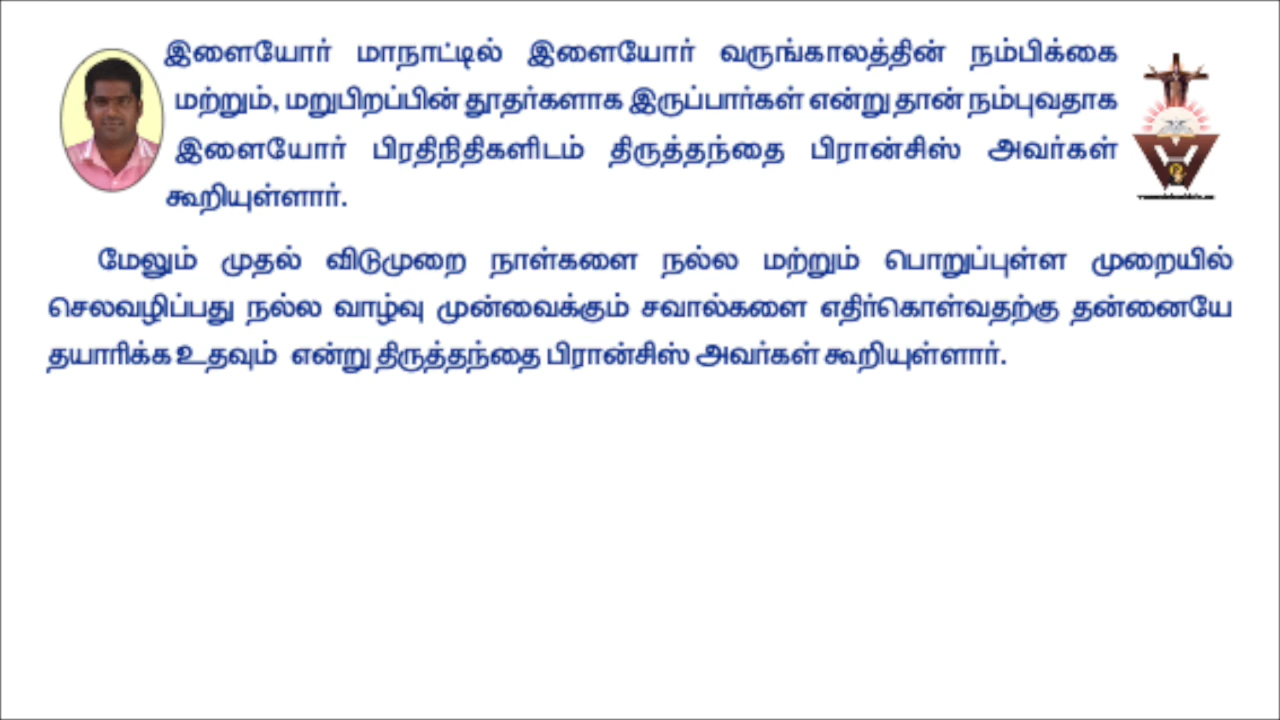 இளையோர் மாநாட்டில் இளையோர் வருங்காலத்தின் நம்பிக்கை
மற்றும், மறுபிறப்பின் தூதர்களாக இருப்பார்கள் என்று தான் நம்புவதாக
இளையோர் பிரதிநிதிகளிடம் திருத்தந்தை பிரான்சிஸ் அவர்கள்
கூறியுள்ளார்.
மேலும் முதல் விடுமுறை நாள்களை நல்ல மற்றும் பொறுப்புள்ள முறையில்
செலவழிப்பது நல்ல வாழ்வு முன்வைக்கும் சவால்களை எதிர்கொள்வதற்கு தன்னையே
தயாரிக்க உதவும் என்று திருத்தந்தை பிரான்சிஸ் அவர்கள் கூறியுள்ளார்.